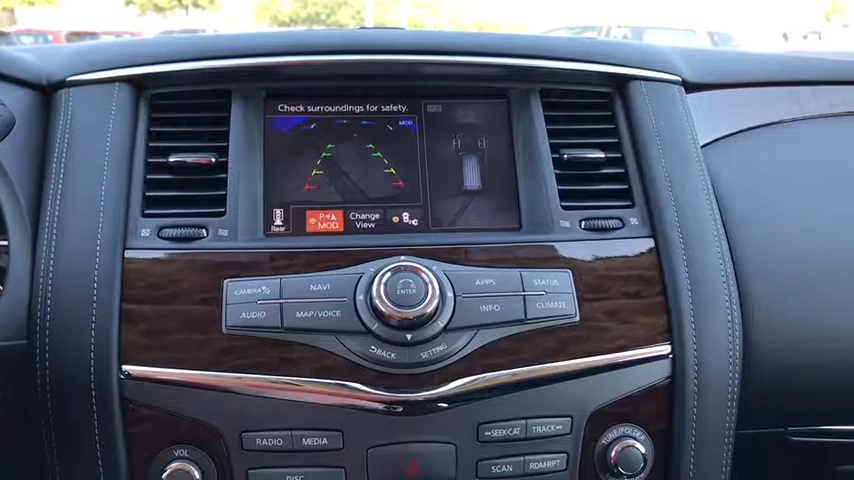 Check surroundings for safety.
MOD
MOD
Rear
P
MOD
Change
View
CAMERA
NAVI
APPS
STATUS
ENTER
AUDIO
MAP/VOICE
INFO
CLIMATE
BACK
SETTING
RADIO
MEDIA
SEEK·CAT
TRACK
VOL
DISC
SCAN
RDM·RPT
TUNE/FOLDER